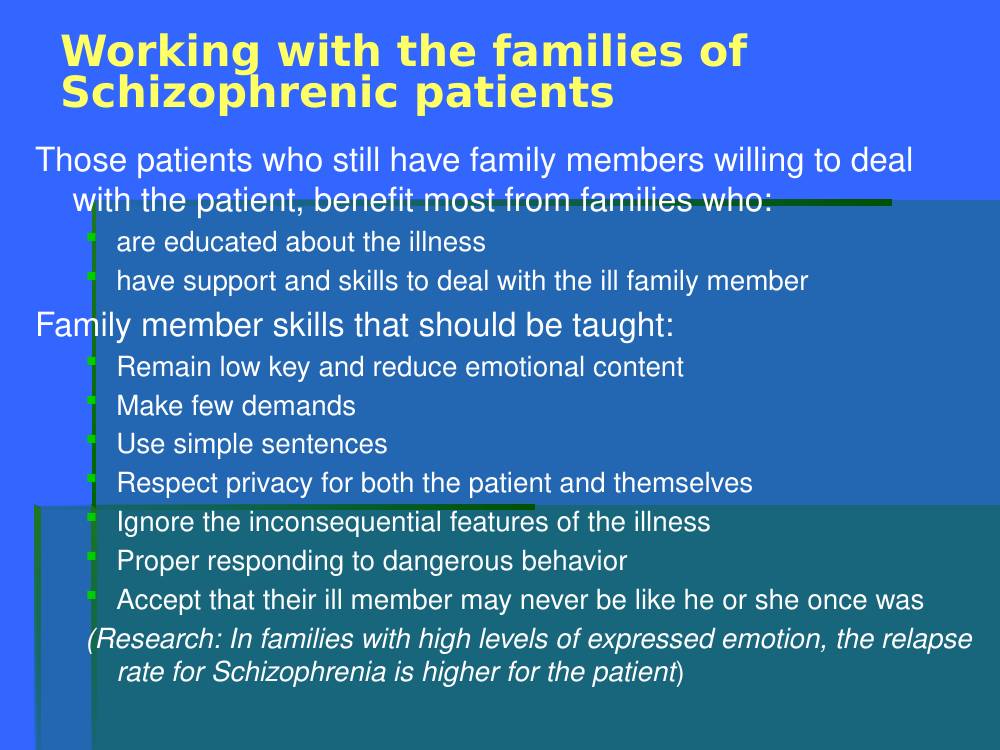 Working with the families of
Schizophrenic patients
Those patients who still have family members willing to deal
with the patient, benefit most from families who:
are educated about the illness
have support and skills to deal with the ill family member
Family member skills that should be taught:
Remain low key and reduce emotional content
Make few demands
Use simple sentences
Respect privacy for both the patient and themselves
Ignore the inconsequential features of the illness
Proper responding to dangerous behavior
Accept that their ill member may never be like he or she once was
(Research: In families with high levels of expressed emotion, the relapse
rate for Schizophrenia is higher for the patient)